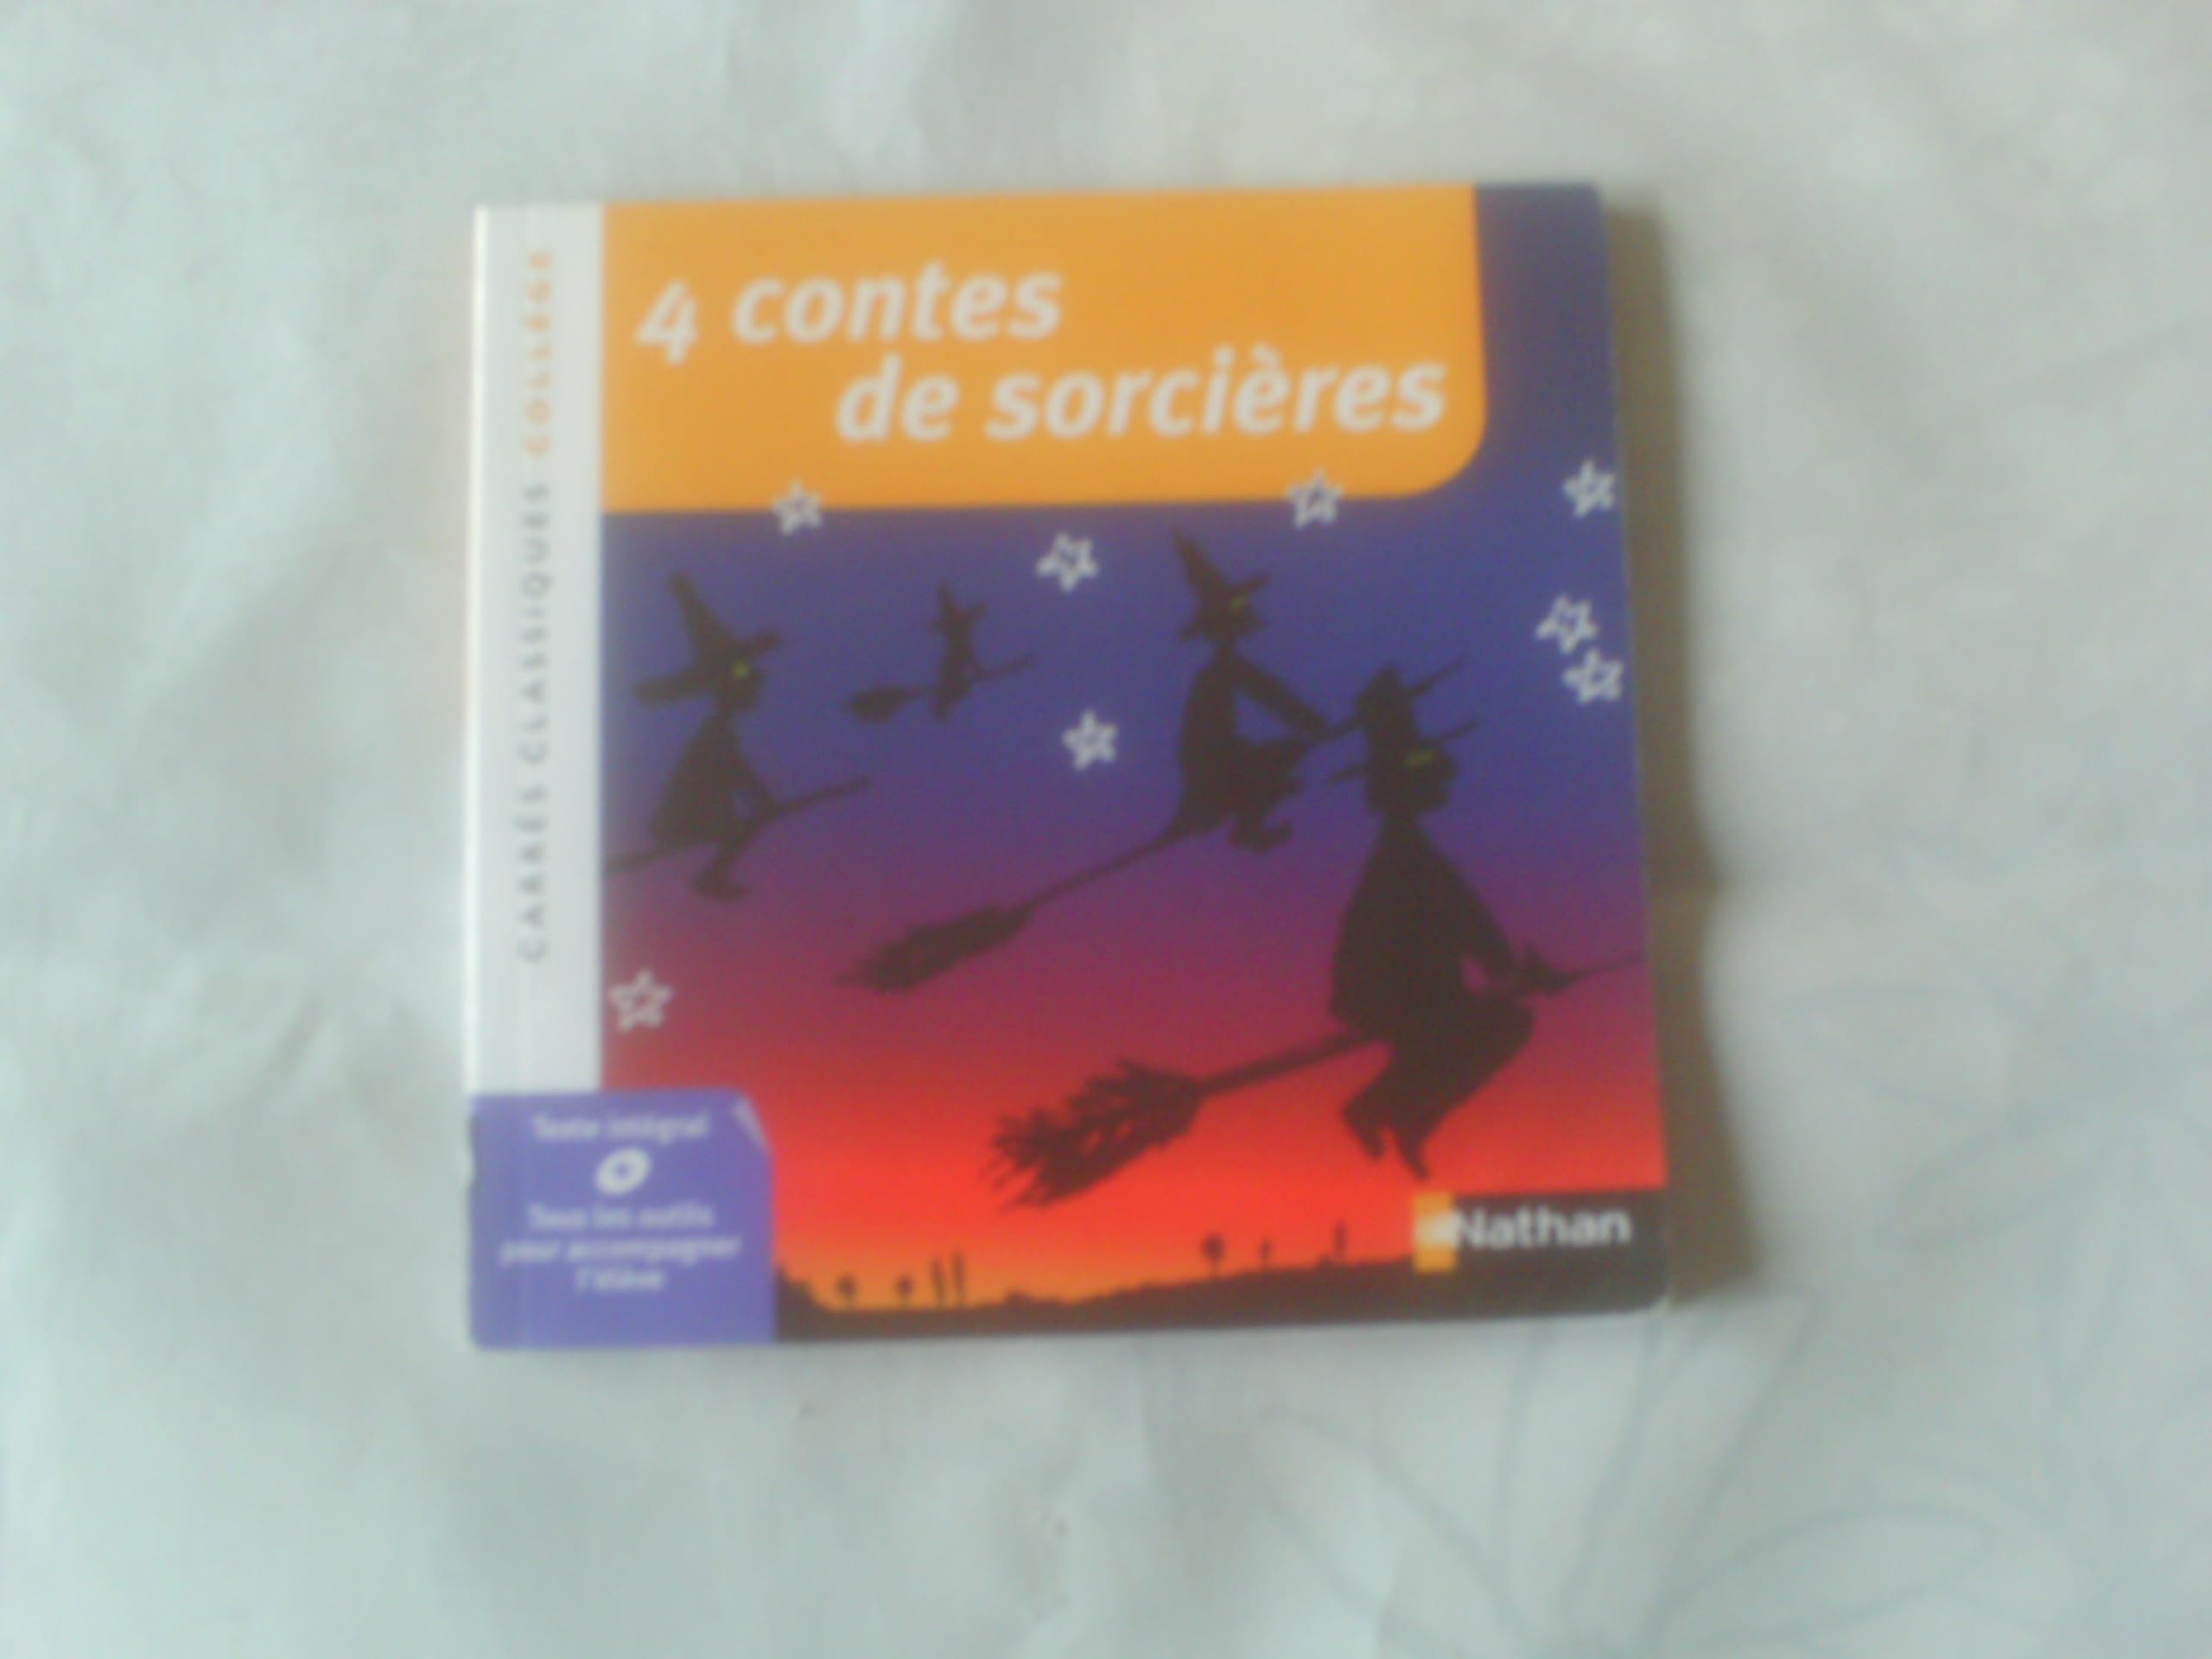 4 contes
de sorcières
CARRÉS CLASSIQUES COLLÈGE
Texte intégral
Tous les outils
pour accompagner
l'élève
Nathan